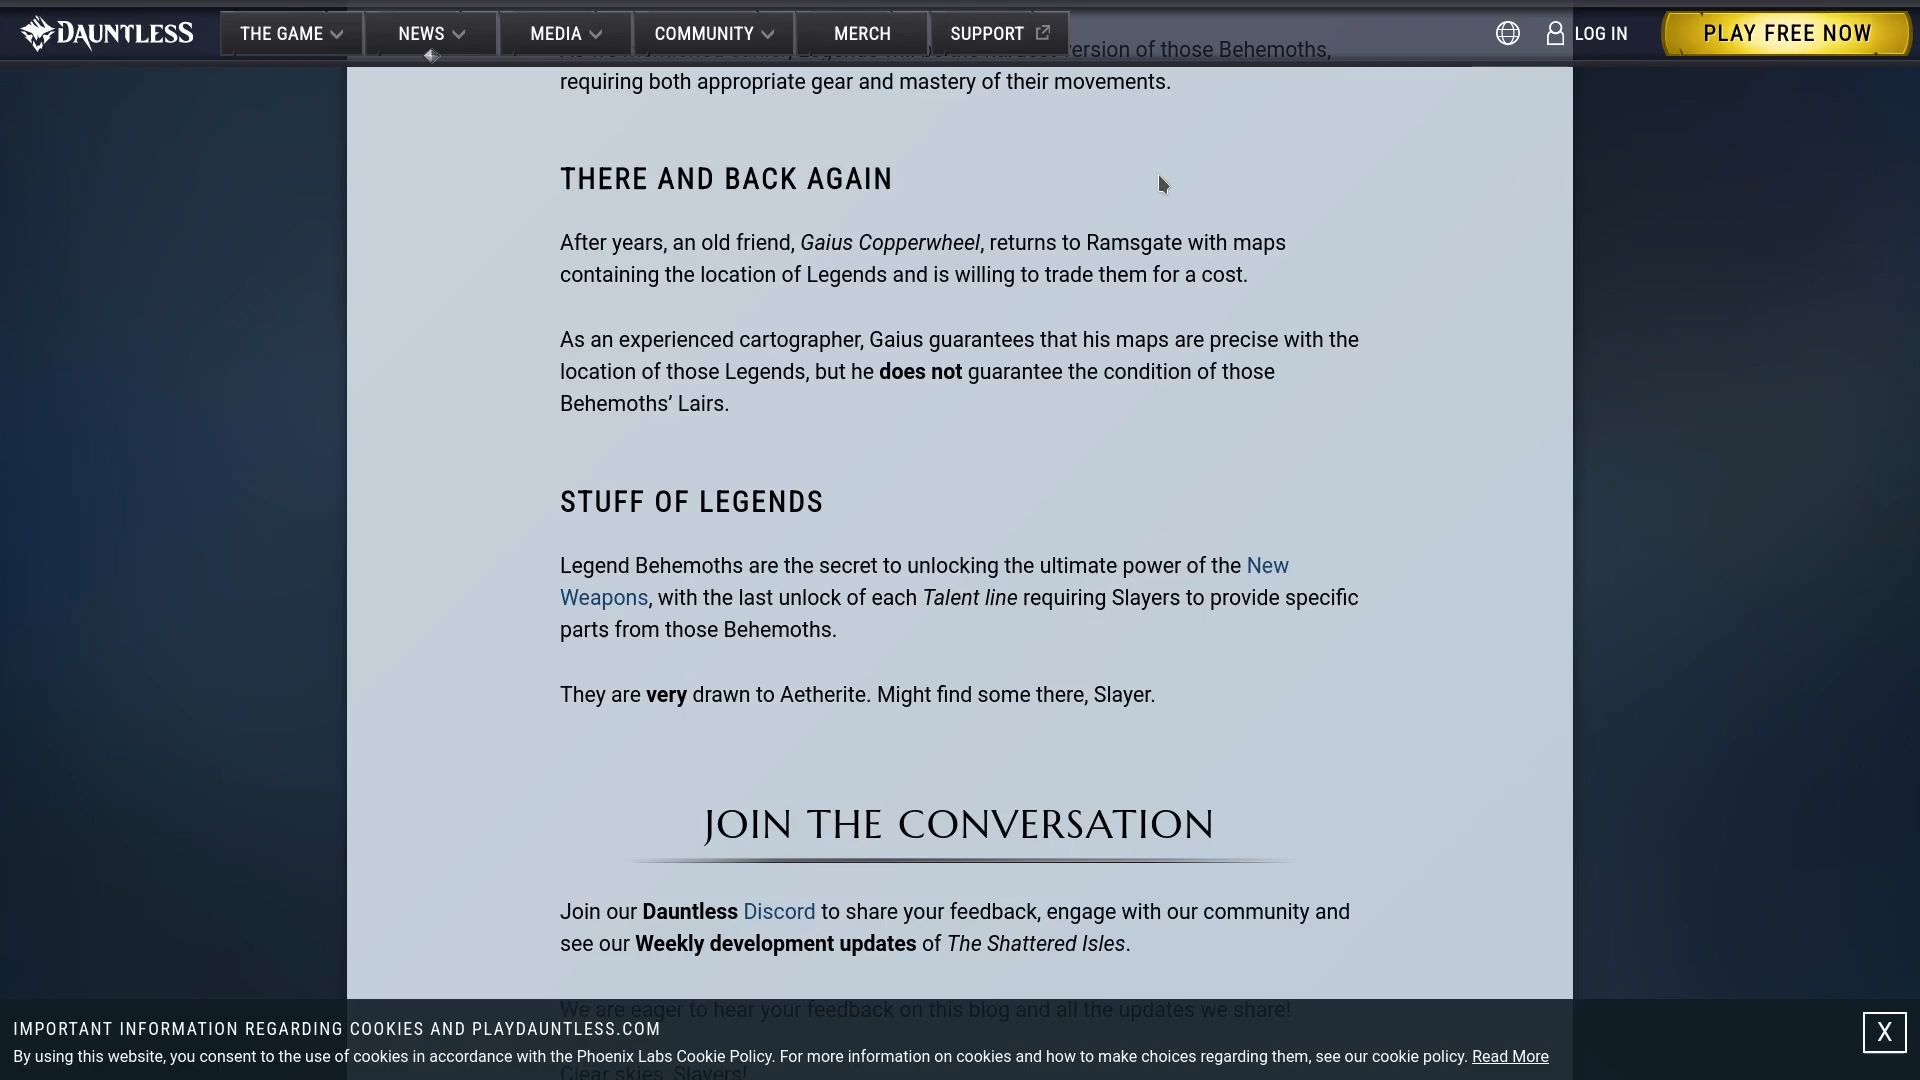 DAUNTLESS
THE GAME
NEWS
MEDIA
COMMUNITY
MERCH
SUPPORT
LOG IN
PLAY FREE NOW
ersion of those Behemoths,
requiring both appropriate gear and mastery of their movements.
THERE AND BACK AGAIN
After years, an old friend, Gaius Copperwheel, returns to Ramsgate with maps
containing the location of Legends and is willing to trade them for a cost.
As an experienced cartographer, Gaius guarantees that his maps are precise with the
location of those Legends, but he does not guarantee the condition of those
Behemoths’ Lairs.
STUFF OF LEGENDS
Legend Behemoths are the secret to unlocking the ultimate power of the New
Weapons, with the last unlock of each Talent line requiring Slayers to provide specific
parts from those Behemoths.
They are very drawn to Aetherite. Might find some there, Slayer.
JOIN THE CONVERSATION
Join our Dauntless Discord to share your feedback, engage with our community and
see our Weekly development updates of The Shattered Isles.
We are eager to hear your feedback on this blog and all the updates we share!
IMPORTANT INFORMATION REGARDING COOKIES AND PLAYDAUNTLESS.COM
X
By using this website, you consent to the use of cookies in accordance with the Phoenix Labs Cookie Policy. For more information on cookies and how to make choices regarding them, see our cookie policy. Read More
Clear skies, Slayers!